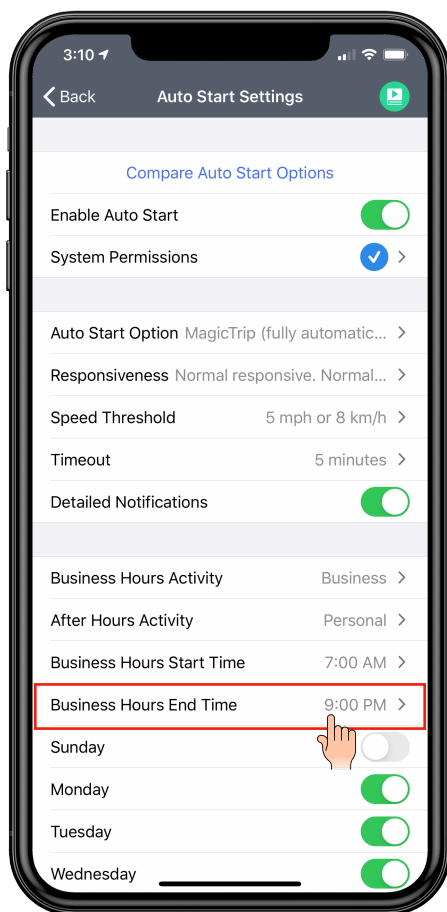 3:10
Back Auto Start Settings
Compare Auto Start Options
Enable Auto Start
System Permissions
Auto Start Option MagicTrip (fully automatic...
Responsiveness Normal responsive. Normal...
Speed Threshold 5 mph or 8 km/h
Timeout 5 minutes
Detailed Notifications
Business Hours Activity Business
After Hours Activity Personal
Business Hours Start Time 7:00 AM
Business Hours End Time 9:00 PM
Sunday
Monday
Tuesday
Wednesday